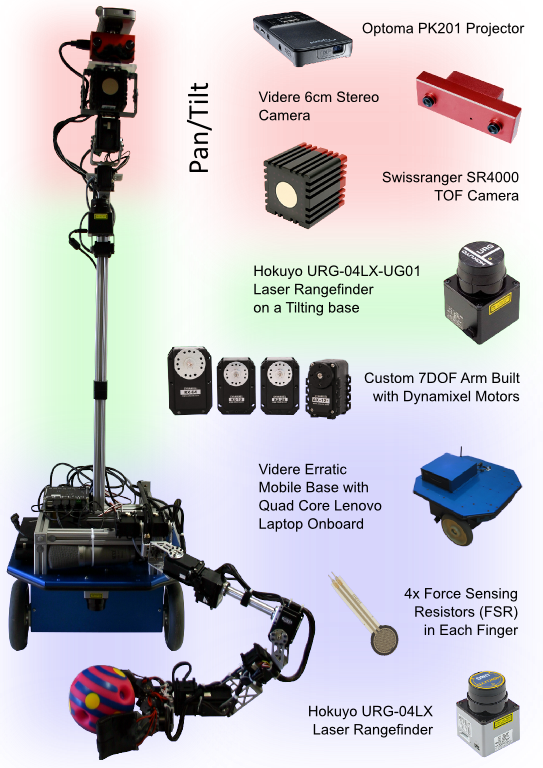 Optoma PK201 Projector
Pan/Tilt
Videre 6cm Stereo
Camera
Swissranger SR4000
TOF Camera
URG
HOKUYO
Hokuyo URG-04LX-UG01
Laser Rangefinder
on a Tilting base
Custom 7DOF Arm Built
with Dynamixel Motors
Videre Erratic
Mobile Base with
Quad Core Lenovo
Laptop Onboard
4x Force Sensing
Resistors (FSR)
in Each Finger
Hokuyo URG-04LX
Laser Rangefinder